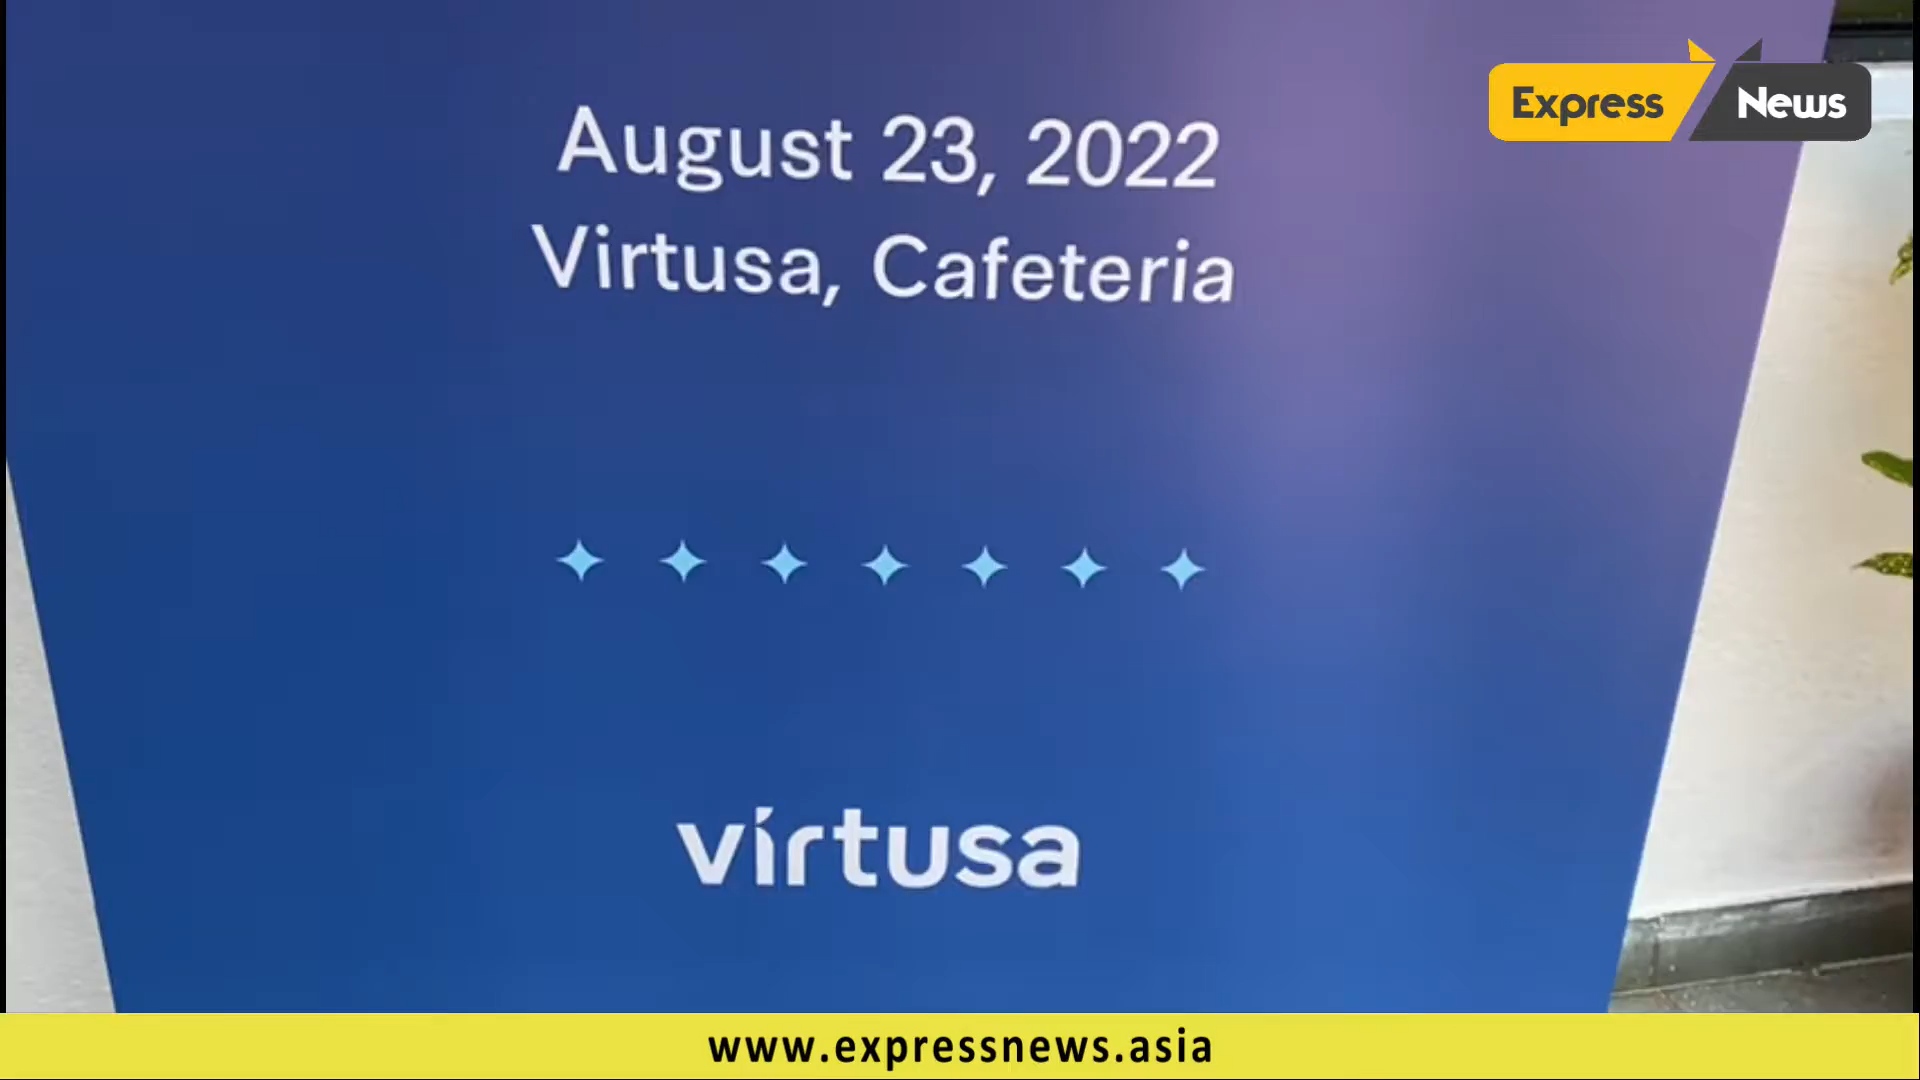 Express News
August 23, 2022
Virtusa, Cafeteria
virtusa
www.expressnews.asia